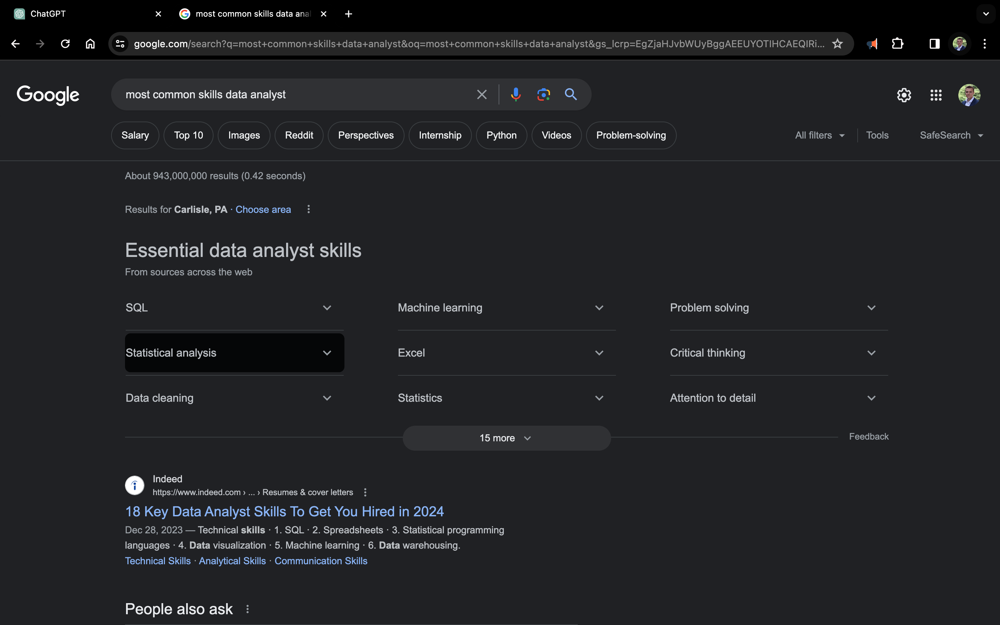 ChatGPT
most common skills data anal
google.com/search?q=most+common+skills+data+analyst&oq=most+common+skills+data+analyst&gs_lcrp=EgZjaHJvbWUyBggAEEUYOTIHCAEQIRi...
Google
most common skills data analyst
Salary Top 10 Images Reddit Perspectives Internship Python Videos Problem-solving All filters Tools SafeSearch
About 943,000,000 results (0.42 seconds)
Results for Carlisle, PA · Choose area
Essential data analyst skills
From sources across the web
SQL Machine learning Problem solving
Statistical analysis Excel Critical thinking
Data cleaning Statistics Attention to detail
15 more
Feedback
Indeed
https://www.indeed.com › ... › Resumes & cover letters
18 Key Data Analyst Skills To Get You Hired in 2024
Dec 28, 2023 — Technical skills · 1. SQL · 2. Spreadsheets · 3. Statistical programming
languages · 4. Data visualization · 5. Machine learning · 6. Data warehousing.
Technical Skills · Analytical Skills · Communication Skills
People also ask